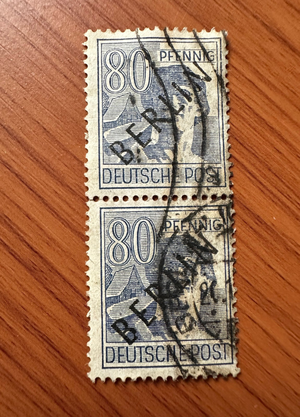 80 PFENNIG
BERLIN
DEUTSCHE POST
80 PFENNIG
BERLIN
DEUTSCHE POST